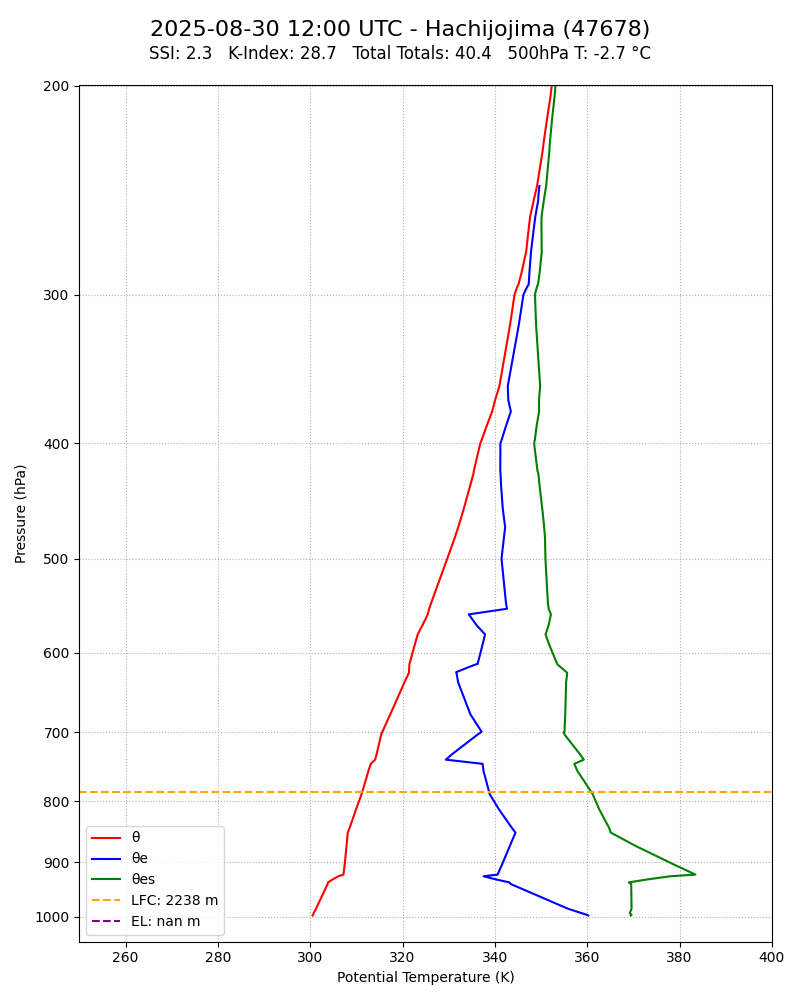 2025-08-30 12:00 UTC - Hachijojima (47678)
SSI: 2.3   K-Index: 28.7   Total Totals: 40.4   500hPa T: -2.7 °C
200
300
400
500
600
700
800
900
1000
Pressure (hPa)
θ
θe
θes
LFC: 2238 m
EL: nan m
260 280 300 320 340 360 380 400
Potential Temperature (K)